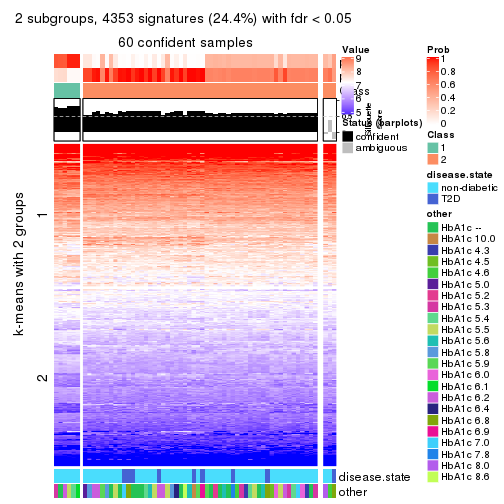 2 subgroups, 4353 signatures (24.4%) with fdr < 0.05
60 confident samples
k-means with 2 groups
1
2
Value
9
8
7
6
5
Class
Silhouette
score
Status (barplots)
confident
ambiguous
Prob
1
0.8
0.6
0.4
0.2
0
Class
1
2
disease.state
non-diabetic
T2D
other
HbA1c --
HbA1c 10.0
HbA1c 4.3
HbA1c 4.5
HbA1c 4.6
HbA1c 5.0
HbA1c 5.2
HbA1c 5.3
HbA1c 5.4
HbA1c 5.5
HbA1c 5.6
HbA1c 5.8
HbA1c 5.9
HbA1c 6.0
HbA1c 6.1
HbA1c 6.2
HbA1c 6.4
HbA1c 6.8
HbA1c 6.9
HbA1c 7.0
HbA1c 7.8
HbA1c 8.0
HbA1c 8.6
disease.state
other